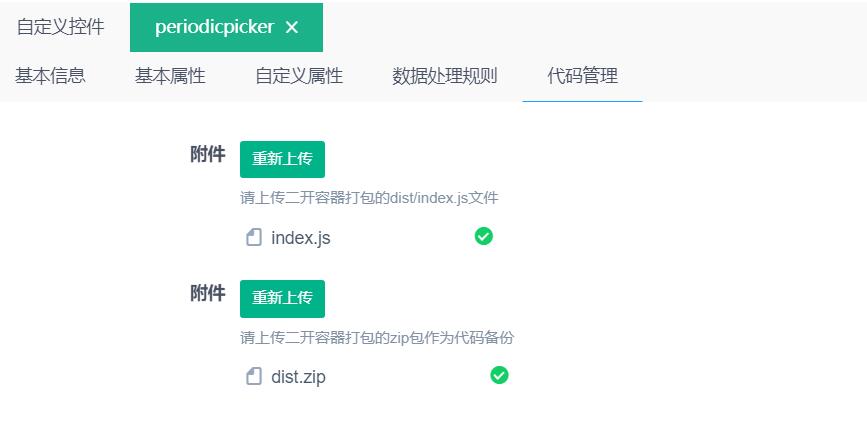 自定义控件 periodicpicker ×
基本信息 基本属性 自定义属性 数据处理规则 代码管理
附件 重新上传
请上传二开容器打包的dist/index.js文件
index.js
附件 重新上传
请上传二开容器打包的zip包作为代码备份
dist.zip